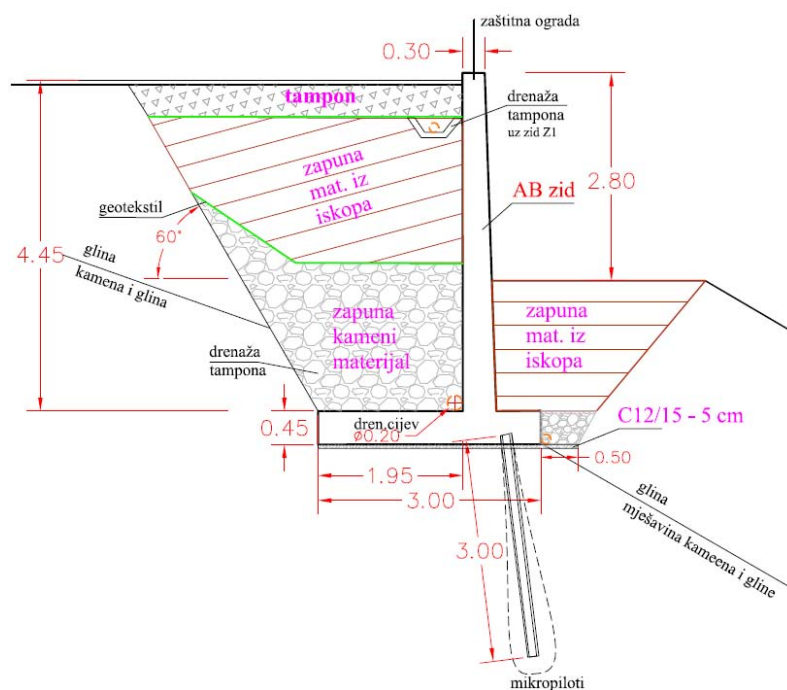 zaštitna ograda
0.30
tampon
drenaža
tampona
uz zid Z1
zapuna
mat. iz
iskopa
2.80
AB zid
geotekstil
60°
4.45
glina
kamena i glina
zapuna
kameni
materijal
zapuna
mat. iz
iskopa
drenaža
tampona
C12/15 - 5 cm
0.45
dren.cijev
ø0.20
0.50
1.95
3.00
glina
mješavina kameena i gline
3.00
mikropiloti